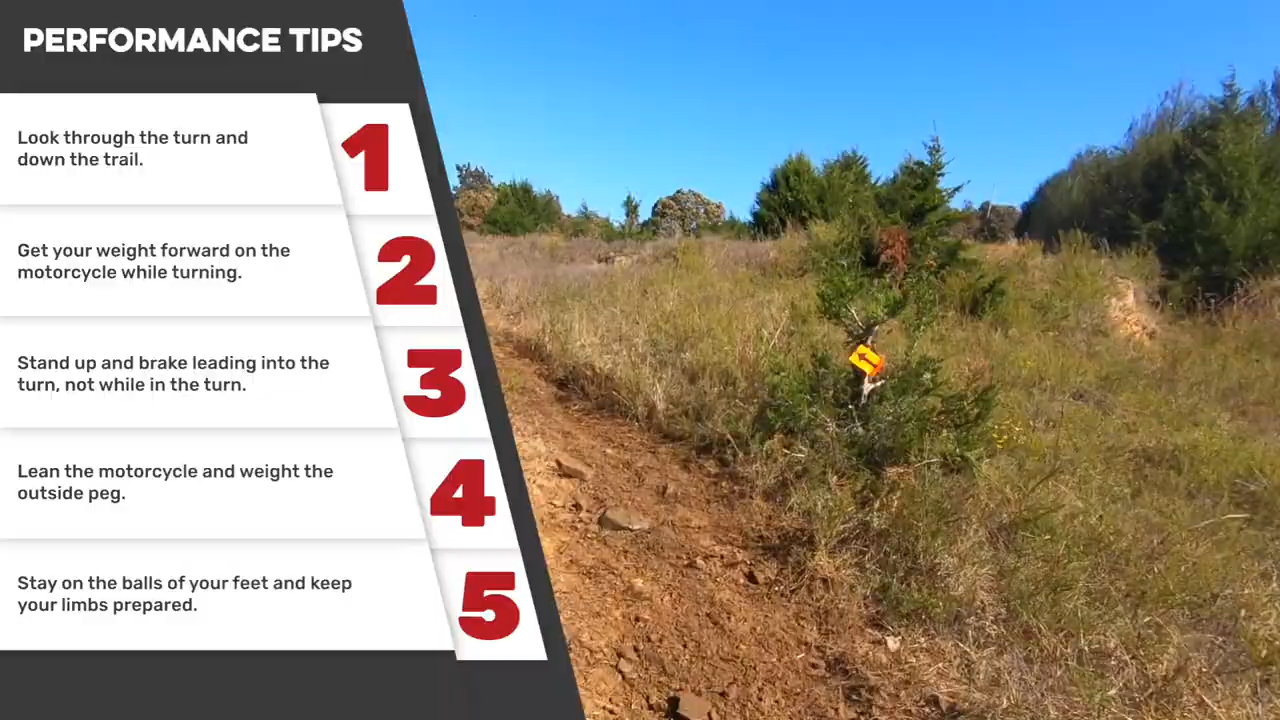 PERFORMANCE TIPS
Look through the turn and
down the trail.
1
Get your weight forward on the
motorcycle while turning.
2
Stand up and brake leading into the
turn, not while in the turn.
3
Lean the motorcycle and weight the
outside peg.
4
Stay on the balls of your feet and keep
your limbs prepared.
5